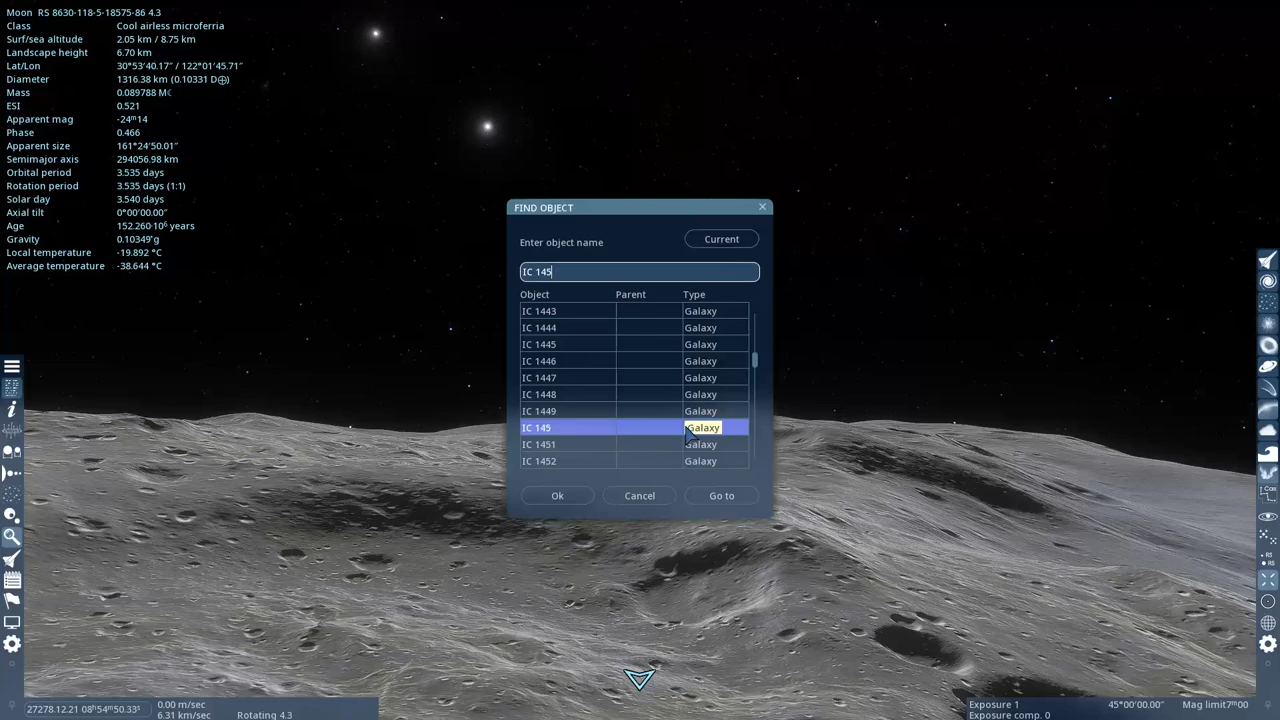 Moon RS 8630-118-5-18575-86 4.3
Class Cool airless microferria
Surf/sea altitude 2.05 km / 8.75 km
Landscape height 6.70 km
Lat/Lon 30°53′40.17″ / 122°01′45.71″
Diameter 1316.38 km (0.10331 D⊕)
Mass 0.089788 M☾
ESI 0.521
Apparent mag -24ᵐ14
Phase 0.466
Apparent size 161°24′50.01″
Semimajor axis 294056.98 km
Orbital period 3.535 days
Rotation period 3.535 days (1:1)
Solar day 3.540 days
Axial tilt 0°00′00.00″
Age 152.260·10⁶ years
Gravity 0.10349 g
Local temperature -19.892 °C
Average temperature -38.644 °C
FIND OBJECT
Enter object name Current
IC 145
Object Parent Type
IC 1443 Galaxy
IC 1444 Galaxy
IC 1445 Galaxy
IC 1446 Galaxy
IC 1447 Galaxy
IC 1448 Galaxy
IC 1449 Galaxy
IC 145 Galaxy
IC 1451 Galaxy
IC 1452 Galaxy
Ok Cancel Go to
RS
RS
27278.12.21 08ʰ54ᵐ50.33ˢ
0.00 m/sec
6.31 km/sec Rotating 4.3
Exposure 1 45°00′00.00″ Mag limit 7ᵐ00
Exposure comp. 0